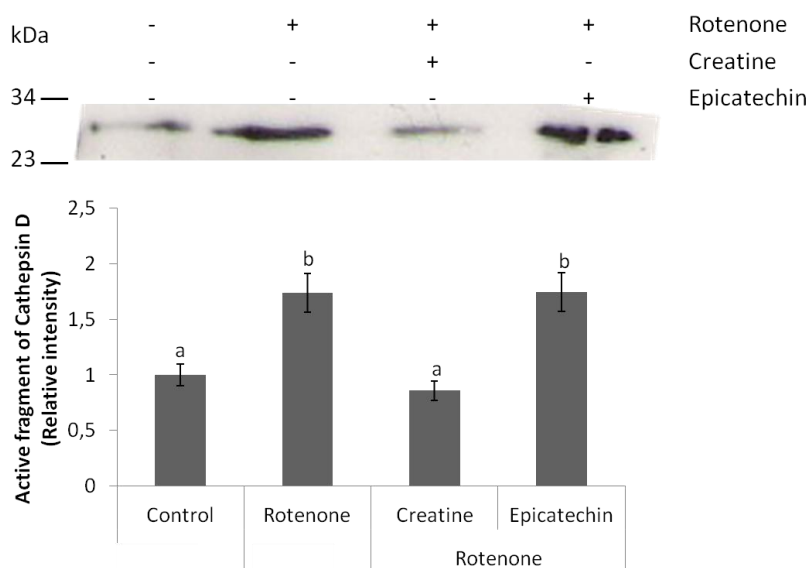 kDa - + + + Rotenone
- - + - Creatine
34 - - - + Epicatechin
23
2,5
2
1,5
1
0,5
0
Active fragment of Cathepsin D
(Relative intensity)
a
b
a
b
Control Rotenone Creatine Epicatechin
Rotenone